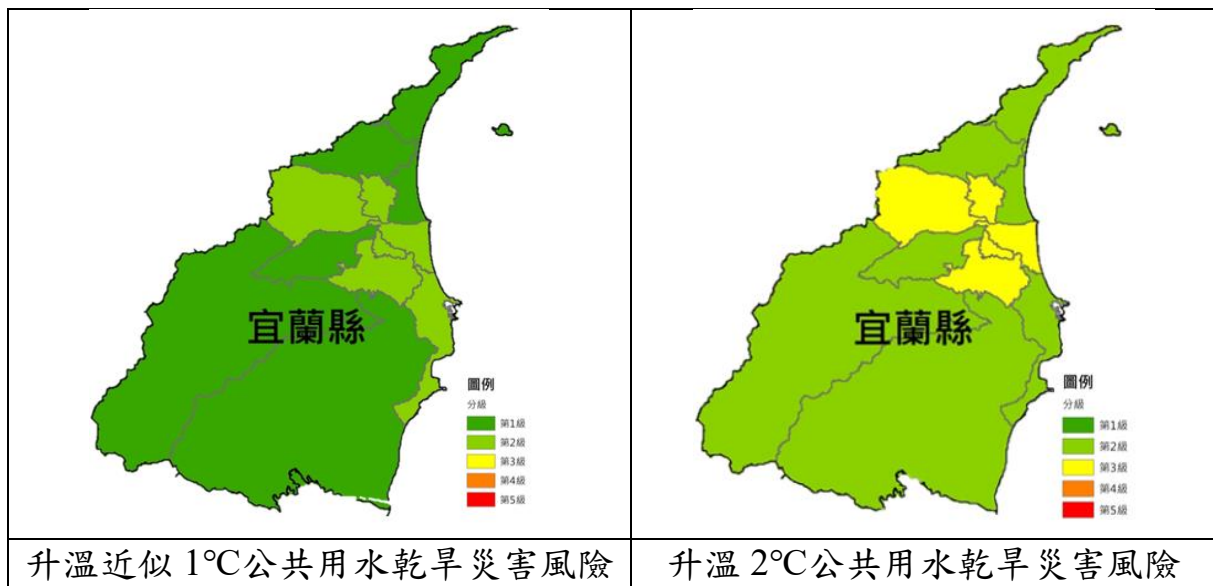 宜蘭縣
圖例
分級
第1級
第2級
第3級
第4級
第5級
宜蘭縣
圖例
分級
第1級
第2級
第3級
第4級
第5級
升溫近似 1℃公共用水乾旱災害風險
升溫 2℃公共用水乾旱災害風險